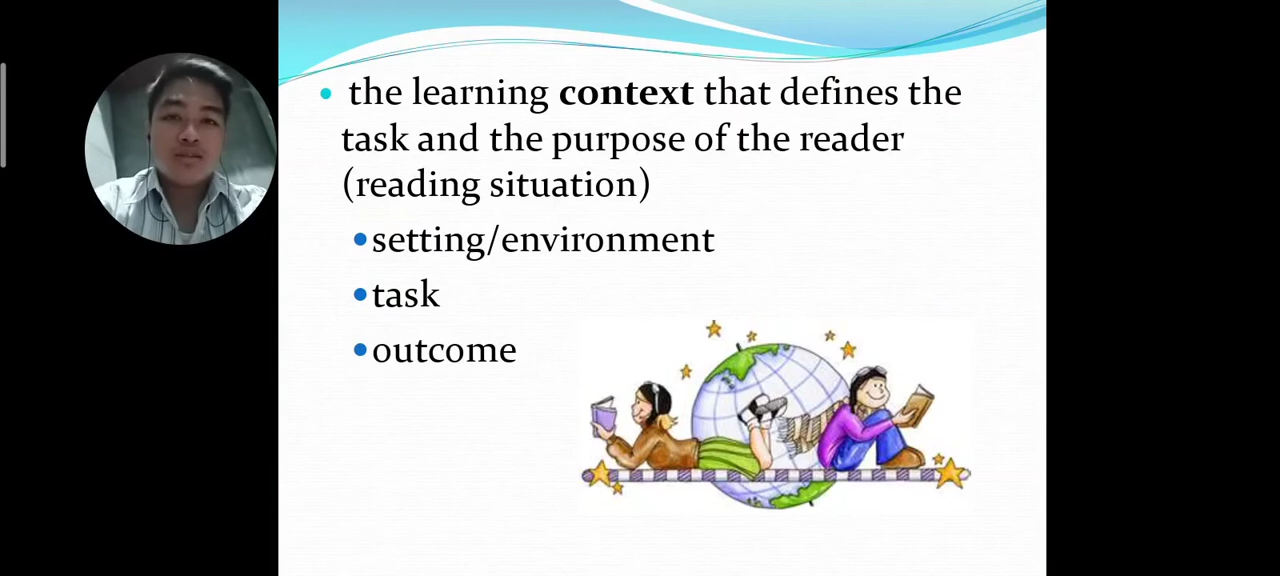 • the learning context that defines the
task and the purpose of the reader
(reading situation)
• setting/environment
• task
• outcome